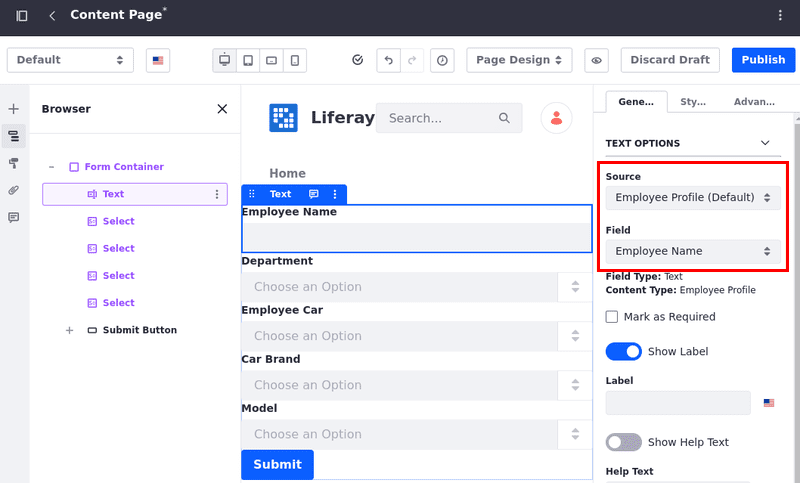 Content Page*
Default
Page Design
Discard Draft
Publish
Browser
Form Container
Text
Select
Select
Select
Select
Submit Button
Liferay
Search...
Home
Text
Employee Name
Department
Choose an Option
Employee Car
Choose an Option
Car Brand
Choose an Option
Model
Choose an Option
Submit
Gene...
Sty...
Advan...
TEXT OPTIONS
Source
Employee Profile (Default)
Field
Employee Name
Field Type: Text
Content Type: Employee Profile
Mark as Required
Show Label
Label
Show Help Text
Help Text